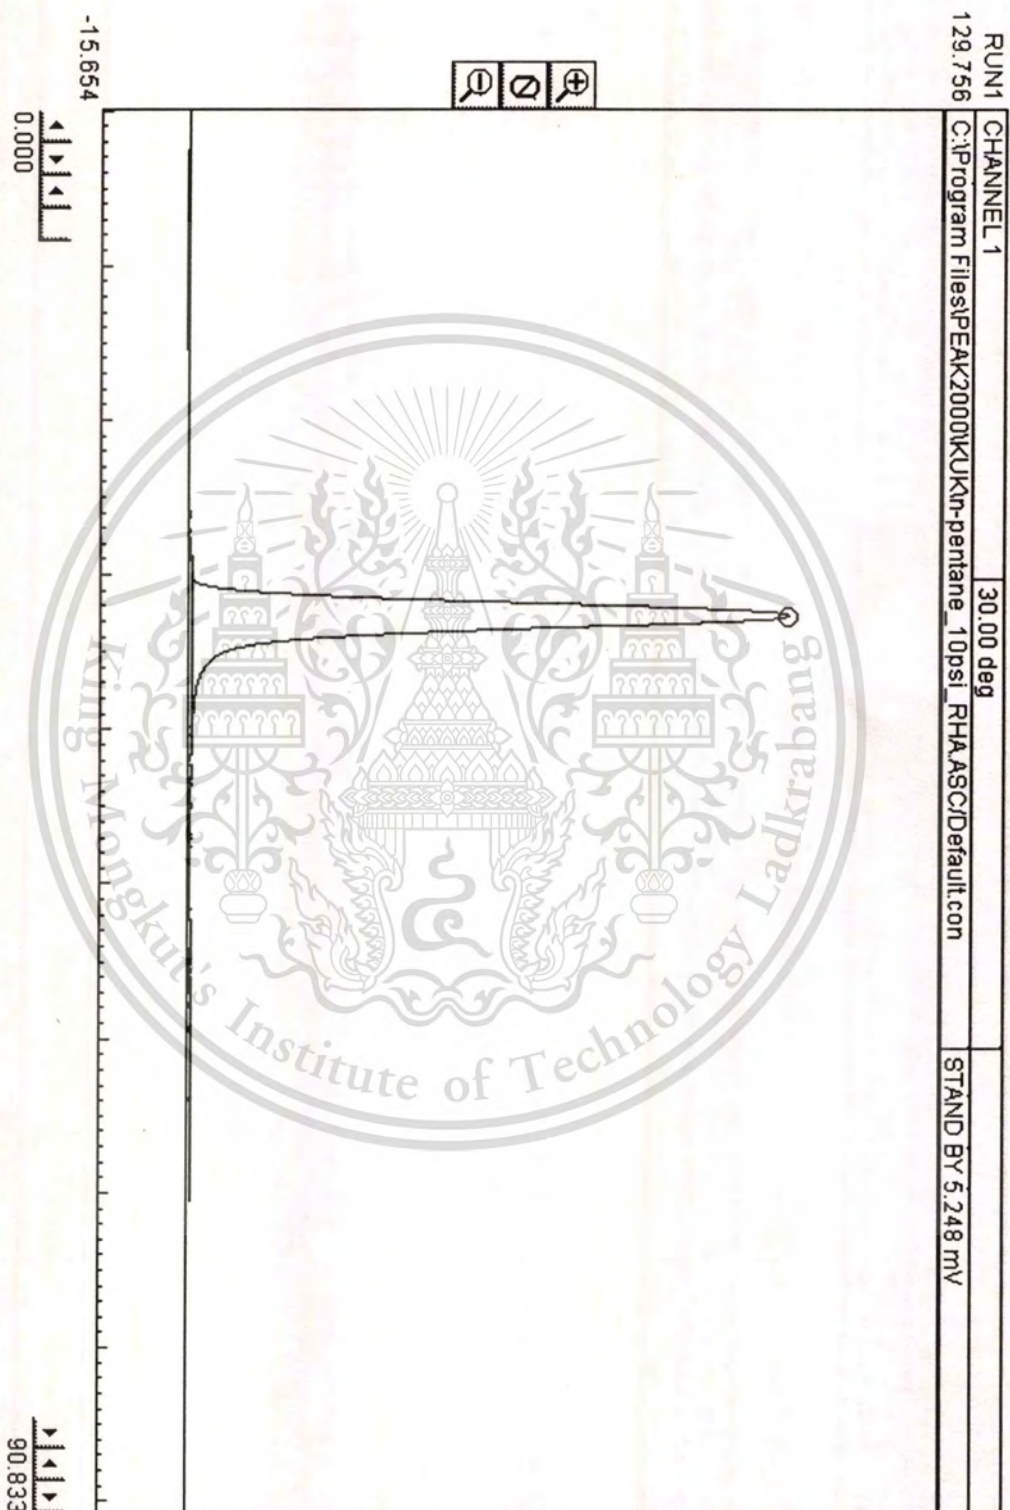 RUN1 CHANNEL 1 30.00 deg
129.756 C:\Program Files\PEAK2000\KUK\n-pentane_10psi_RHA.ASC/Default.con STAND BY 5.248 mV
-15.654
0.000
90.833
King Mongkut's Institute of Technology Ladkrabang